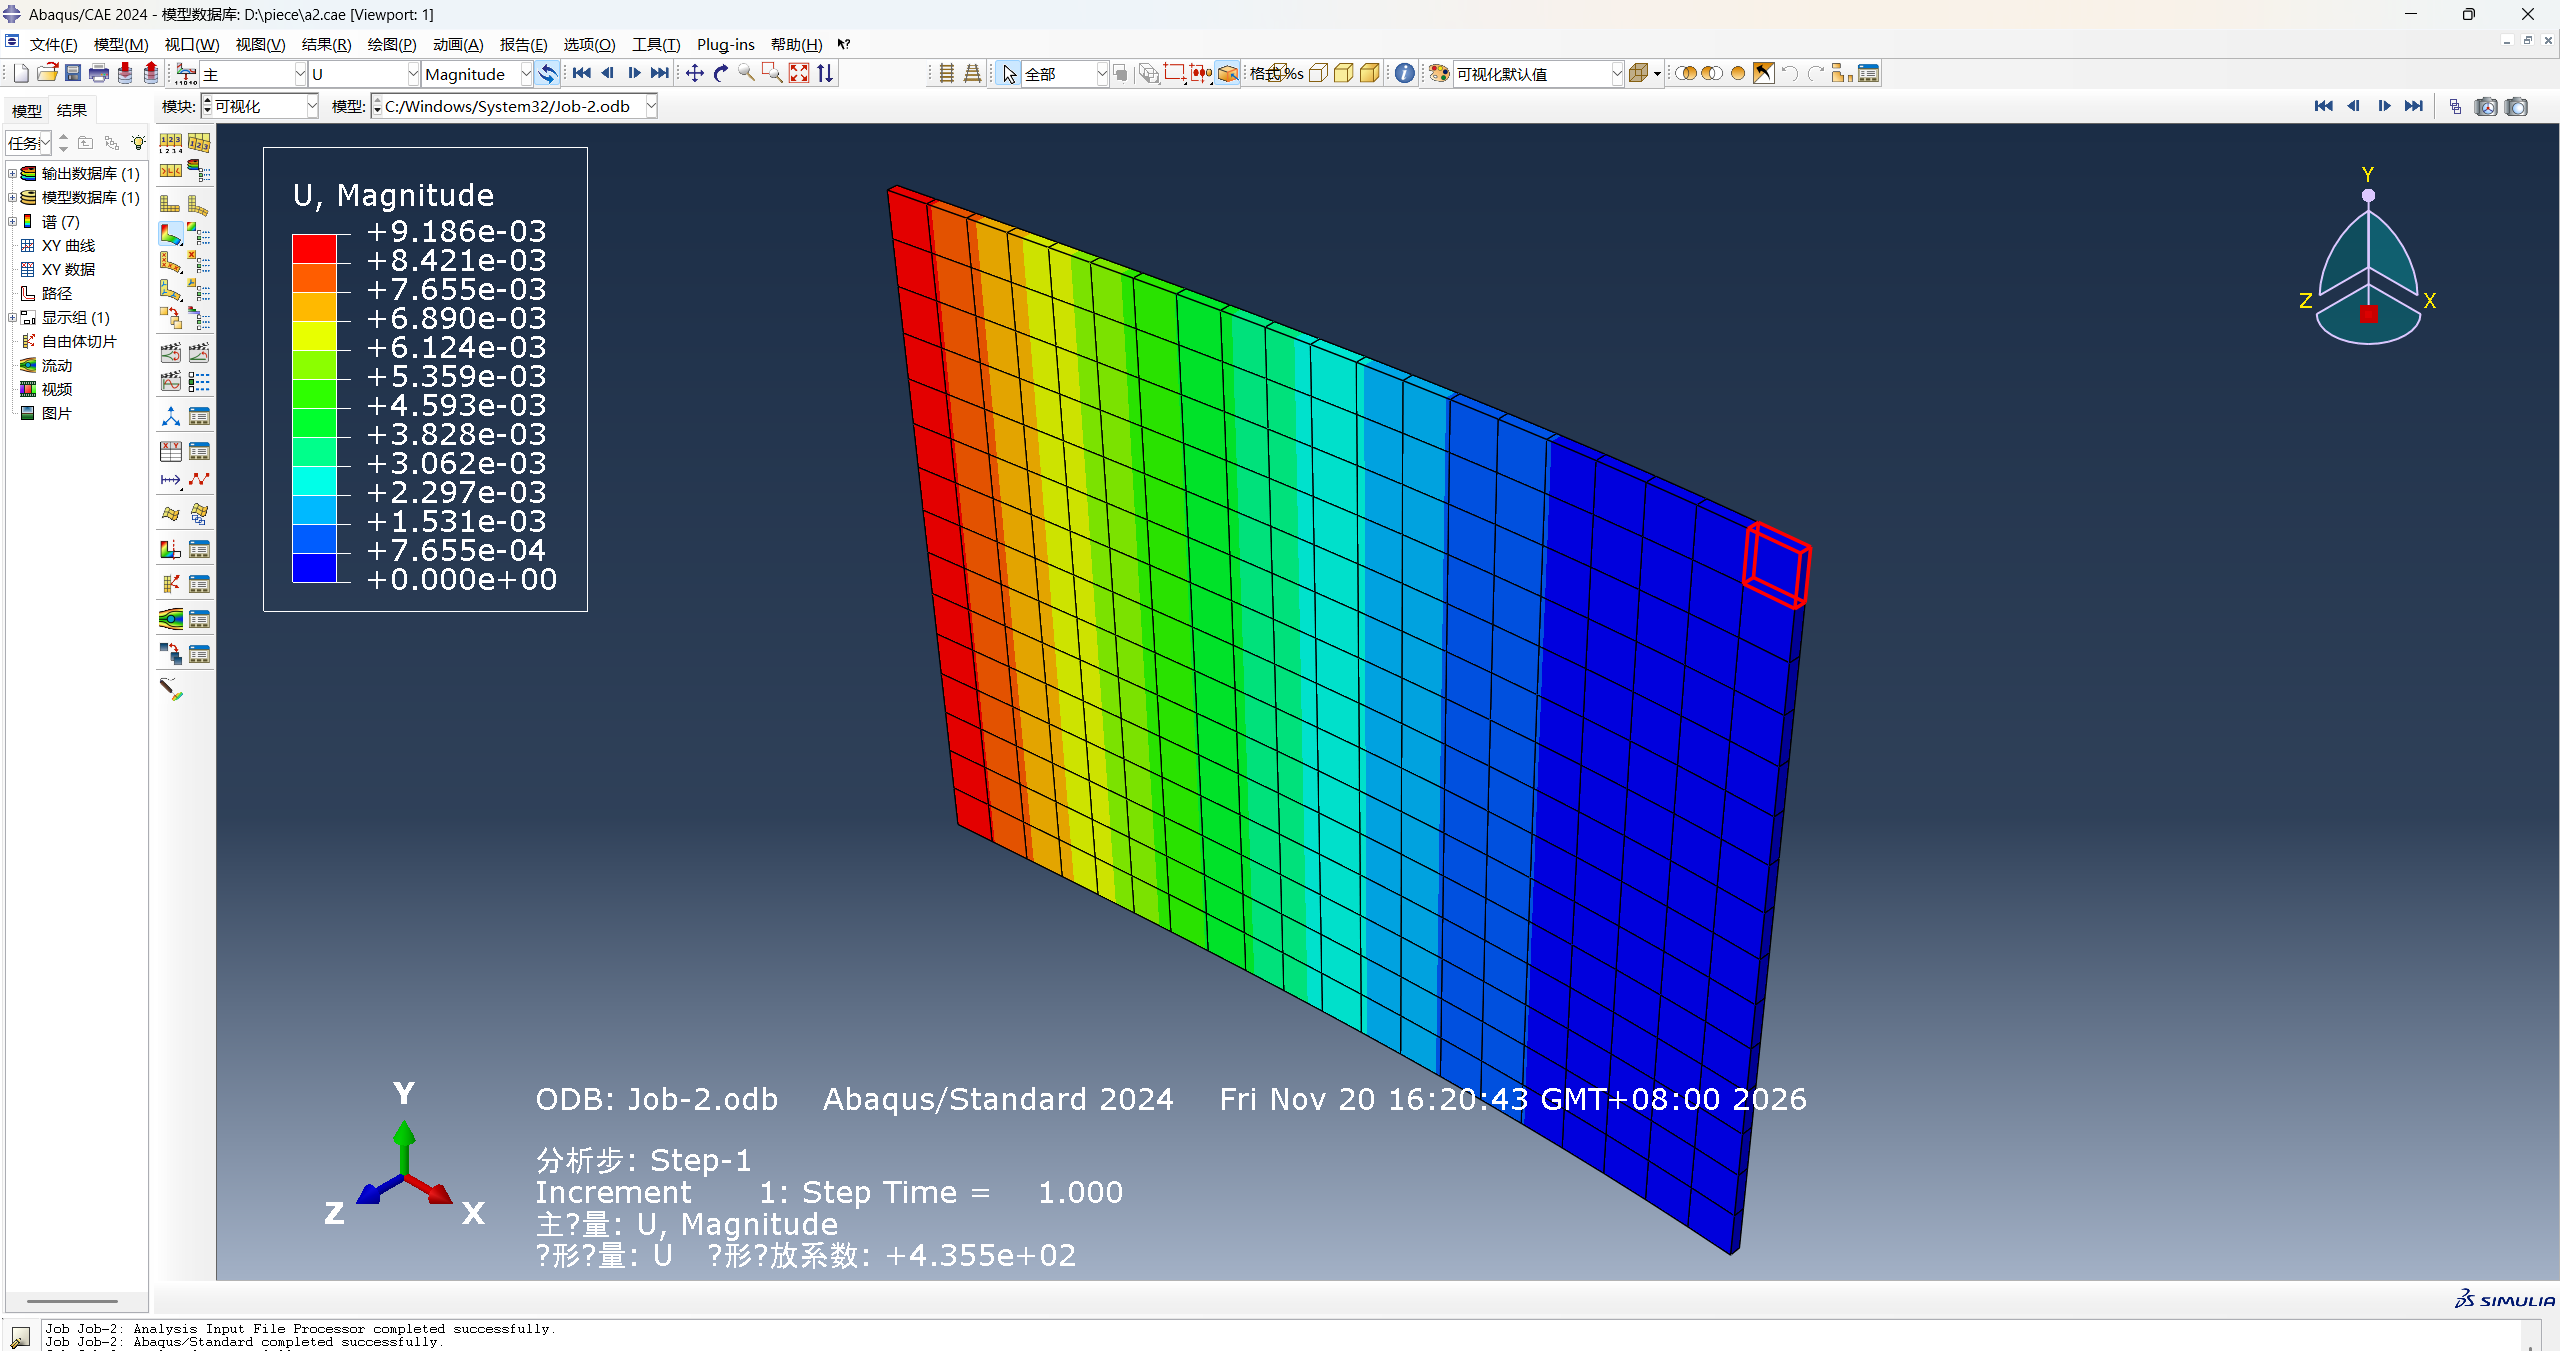 Abaqus/CAE 2024 - 模型数据库: D:\piece\a2.cae [Viewport: 1]
文件(F) 模型(M) 视口(W) 视图(V) 结果(R) 绘图(P) 动画(A) 报告(E) 选项(O) 工具(T) Plug-ins 帮助(H)
主 U Magnitude 全部 格式%s 可视化默认值
模型 结果 模块: 可视化 模型: C:/Windows/System32/Job-2.odb
任务
输出数据库 (1)
模型数据库 (1)
谱 (7)
XY 曲线
XY 数据
路径
显示组 (1)
自由体切片
流动
视频
图片
U, Magnitude
+9.186e-03
+8.421e-03
+7.655e-03
+6.890e-03
+6.124e-03
+5.359e-03
+4.593e-03
+3.828e-03
+3.062e-03
+2.297e-03
+1.531e-03
+7.655e-04
+0.000e+00
Y
Z X
Y
Z X
ODB: Job-2.odb Abaqus/Standard 2024 Fri Nov 20 16:20:43 GMT+08:00 2026
分析步: Step-1
Increment 1: Step Time = 1.000
主?量: U, Magnitude
?形?量: U ?形?放系数: +4.355e+02
SIMULIA
Job Job-2: Analysis Input File Processor completed successfully.
Job Job-2: Abaqus/Standard completed successfully.